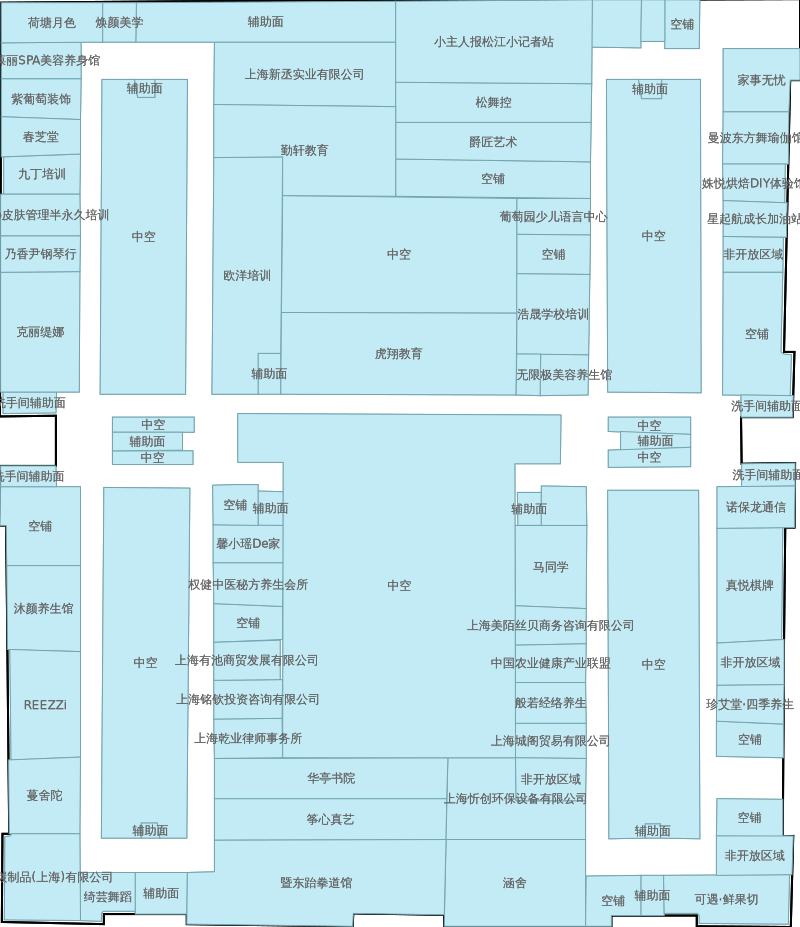 荷塘月色
焕颜美学
辅助面
小主人报松江小记者站
空铺
丽SPA美容养身馆
上海新丞实业有限公司
家事无忧
紫葡萄装饰
辅助面
松舞控
辅助面
春芝堂
勤轩教育
爵匠艺术
曼波东方舞瑜伽馆
九丁培训
空铺
姝悦烘焙DIY体验馆
皮肤管理半永久培训
葡萄园少儿语言中心
星起航成长加油站
中空
中空
乃香尹钢琴行
中空
空铺
非开放区域
欧洋培训
浩晟学校培训
克丽缇娜
虎翔教育
空铺
辅助面
无限极美容养生馆
洗手间辅助面
洗手间辅助面
中空
中空
辅助面
辅助面
中空
中空
洗手间辅助面
洗手间辅助面
空铺
辅助面
辅助面
诺保龙通信
空铺
馨小瑶De家
马同学
权健中医秘方养生会所
中空
真悦棋牌
沐颜养生馆
空铺
上海美陌丝贝商务咨询有限公司
中空
上海有池商贸发展有限公司
中国农业健康产业联盟
中空
非开放区域
REEZZi
上海铭钦投资咨询有限公司
般若经络养生
珍艾堂·四季养生
上海乾业律师事务所
上海城阁贸易有限公司
空铺
华亭书院
非开放区域
蔓舍陀
上海忻创环保设备有限公司
筝心真艺
空铺
辅助面
辅助面
非开放区域
制品(上海)有限公司
暨东跆拳道馆
涵舍
绮芸舞蹈
辅助面
空铺
辅助面
可遇·鲜果切